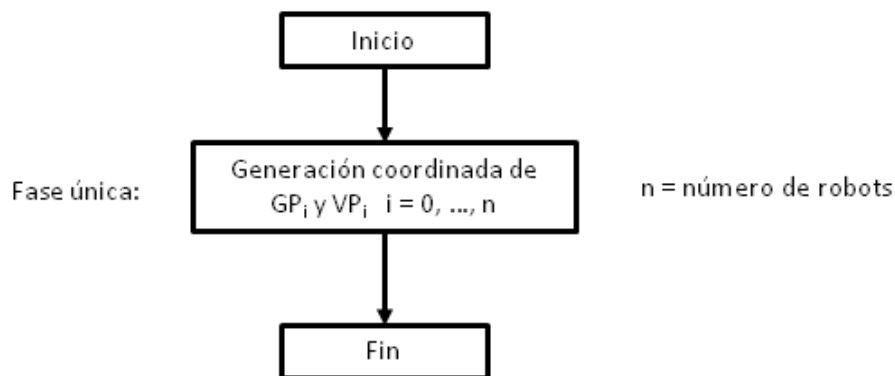 Inicio
Fase única:
Generación coordinada de
GPi y VPi i = 0, ..., n
n = número de robots
Fin